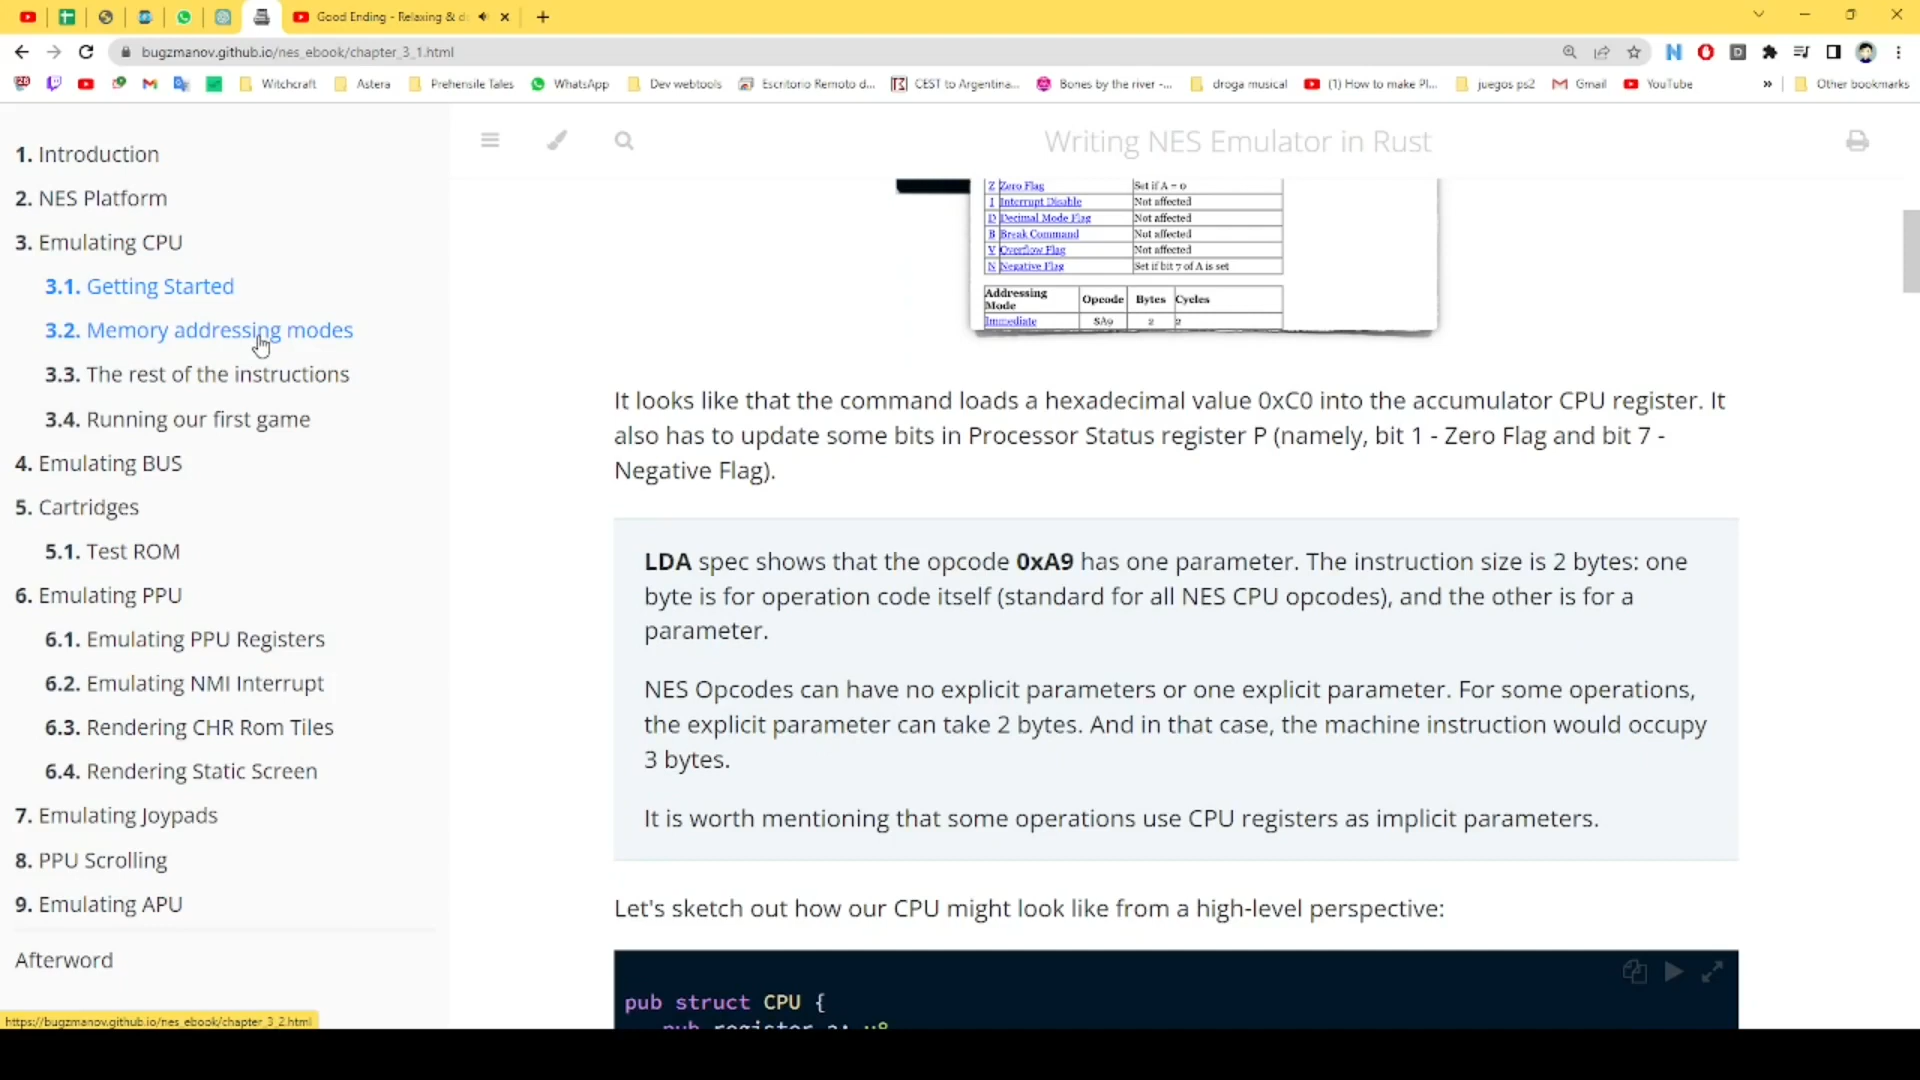 Good Ending - Relaxing & d
bugzmanov.github.io/nes_ebook/chapter_3_1.html
Witchcraft Astera Prehensile Tales WhatsApp Dev webtools Escritorio Remoto d... CEST to Argentina... Bones by the river -... droga musical (1) How to make Pl... juegos ps2 Gmail YouTube » Other bookmarks
1. Introduction
2. NES Platform
3. Emulating CPU
3.1. Getting Started
3.2. Memory addressing modes
3.3. The rest of the instructions
3.4. Running our first game
4. Emulating BUS
5. Cartridges
5.1. Test ROM
6. Emulating PPU
6.1. Emulating PPU Registers
6.2. Emulating NMI Interrupt
6.3. Rendering CHR Rom Tiles
6.4. Rendering Static Screen
7. Emulating Joypads
8. PPU Scrolling
9. Emulating APU
Afterword
https://bugzmanov.github.io/nes_ebook/chapter_3_2.html
Writing NES Emulator in Rust
Z Zero Flag Set if A = 0
I Interrupt Disable Not affected
D Decimal Mode Flag Not affected
B Break Command Not affected
V Overflow Flag Not affected
N Negative Flag Set if bit 7 of A is set
Addressing Mode Opcode Bytes Cycles
Immediate $A9 2 2
It looks like that the command loads a hexadecimal value 0xC0 into the accumulator CPU register. It
also has to update some bits in Processor Status register P (namely, bit 1 - Zero Flag and bit 7 -
Negative Flag).
LDA spec shows that the opcode 0xA9 has one parameter. The instruction size is 2 bytes: one
byte is for operation code itself (standard for all NES CPU opcodes), and the other is for a
parameter.
NES Opcodes can have no explicit parameters or one explicit parameter. For some operations,
the explicit parameter can take 2 bytes. And in that case, the machine instruction would occupy
3 bytes.
It is worth mentioning that some operations use CPU registers as implicit parameters.
Let's sketch out how our CPU might look like from a high-level perspective:
pub struct CPU {
pub register_a: u8